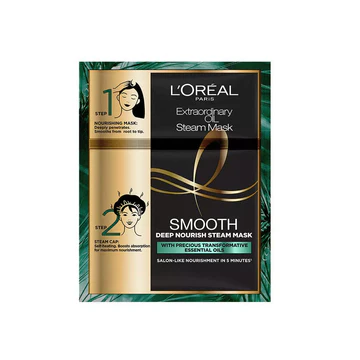 STEP 1
NOURISHING MASK:
Deeply penetrates.
Smooths from root to tip.
STEP 2
STEAM CAP:
Self-heating. Boosts absorption
for maximum nourishment.
L'ORÉAL
PARIS
Extraordinary
OIL
Steam Mask
SMOOTH
DEEP NOURISH STEAM MASK
WITH PRECIOUS TRANSFORMATIVE
ESSENTIAL OILS
SALON-LIKE NOURISHMENT IN 5 MINUTES